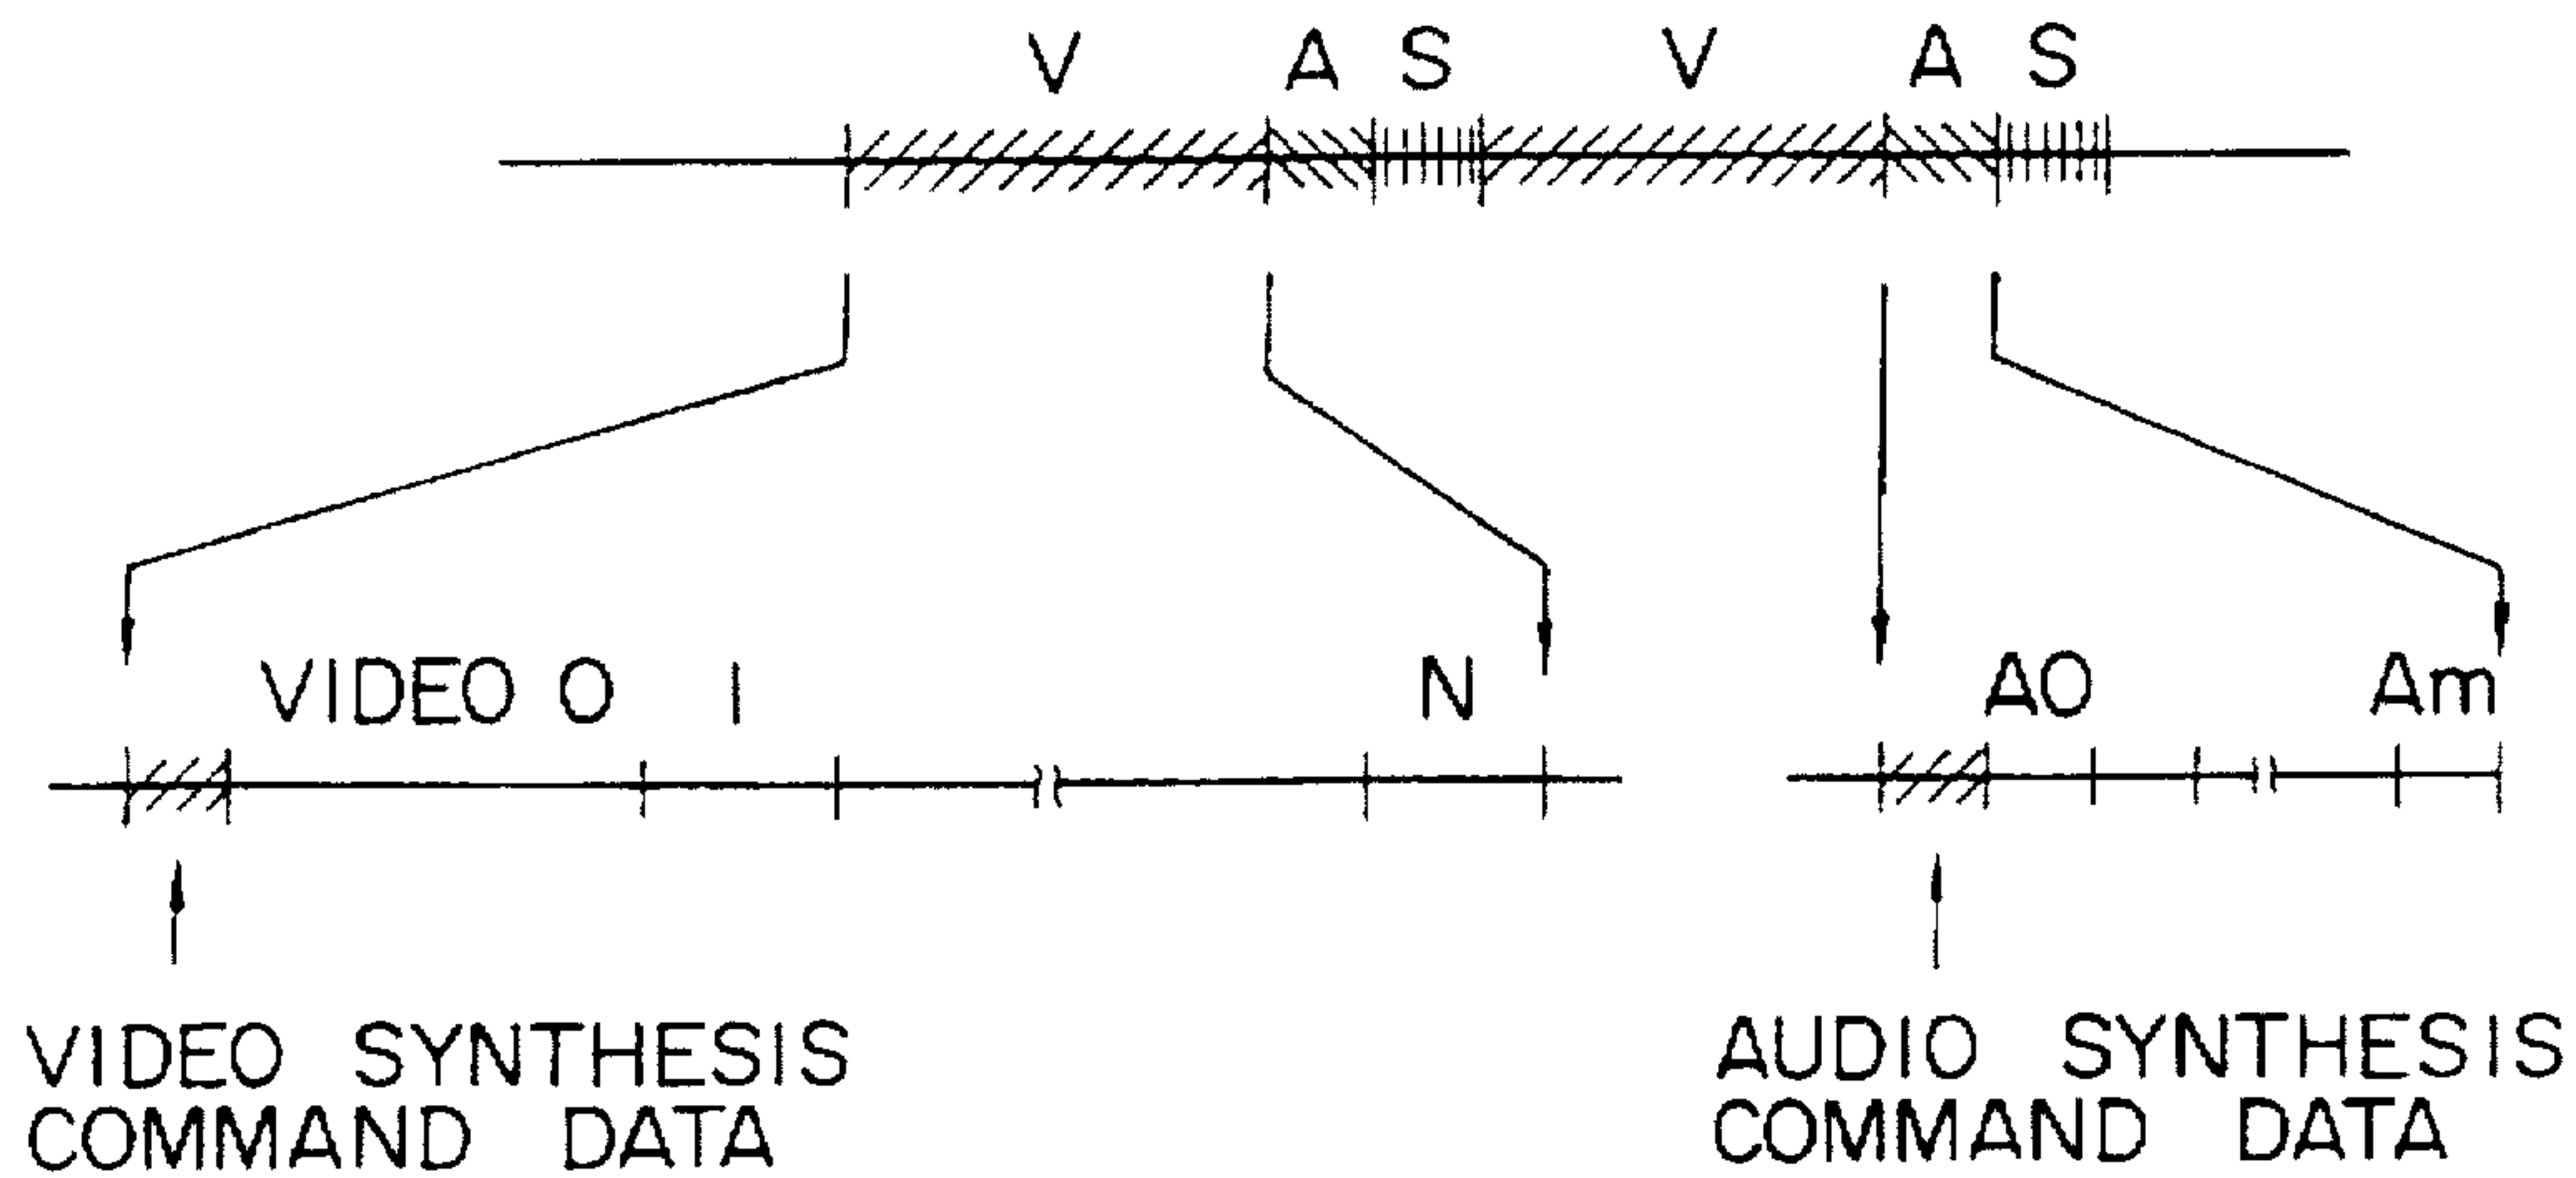 V A S V A S
VIDEO 0 1 N A0 Am
VIDEO SYNTHESIS
COMMAND DATA
AUDIO SYNTHESIS
COMMAND DATA